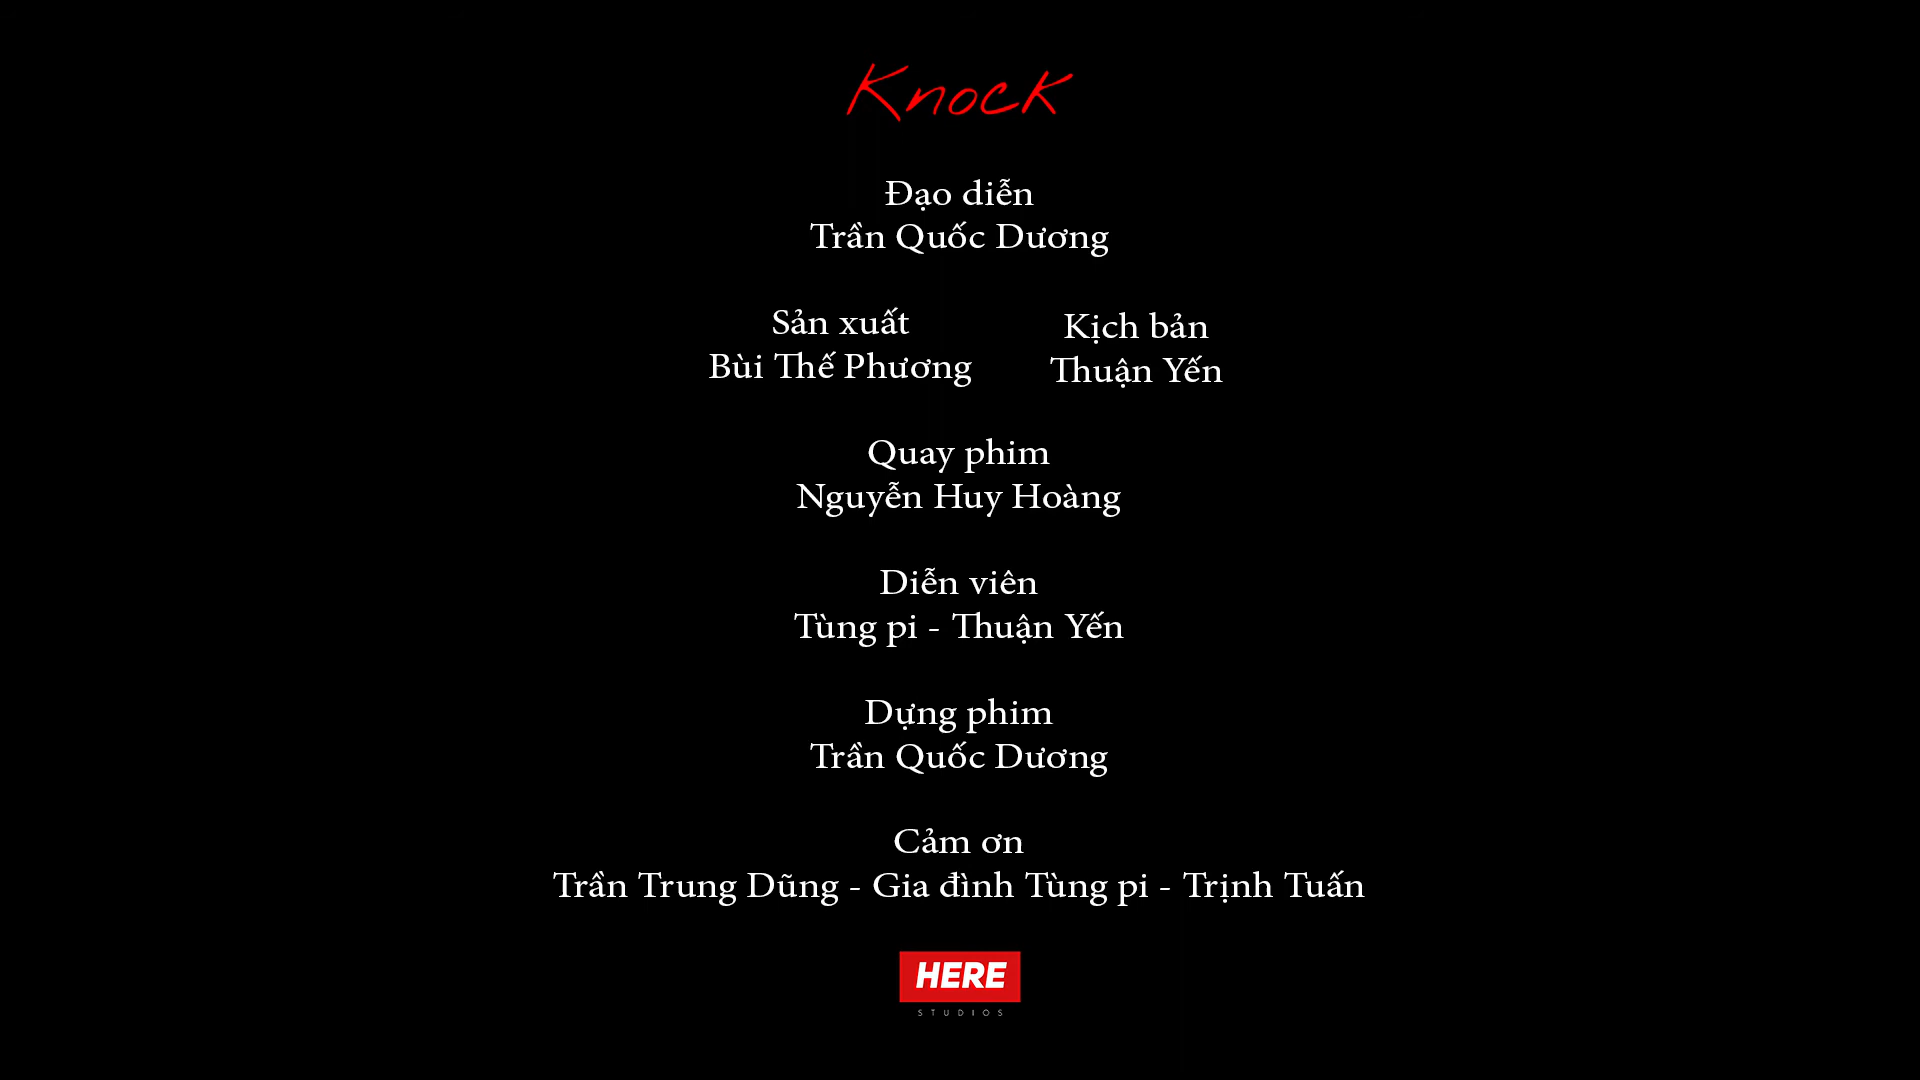 Knock
Đạo diễn
Trần Quốc Dương
Sản xuất
Bùi Thế Phương
Kịch bản
Thuận Yến
Quay phim
Nguyễn Huy Hoàng
Diễn viên
Tùng pi - Thuận Yến
Dựng phim
Trần Quốc Dương
Cảm ơn
Trần Trung Dũng - Gia đình Tùng pi - Trịnh Tuấn
HERE
STUDIOS